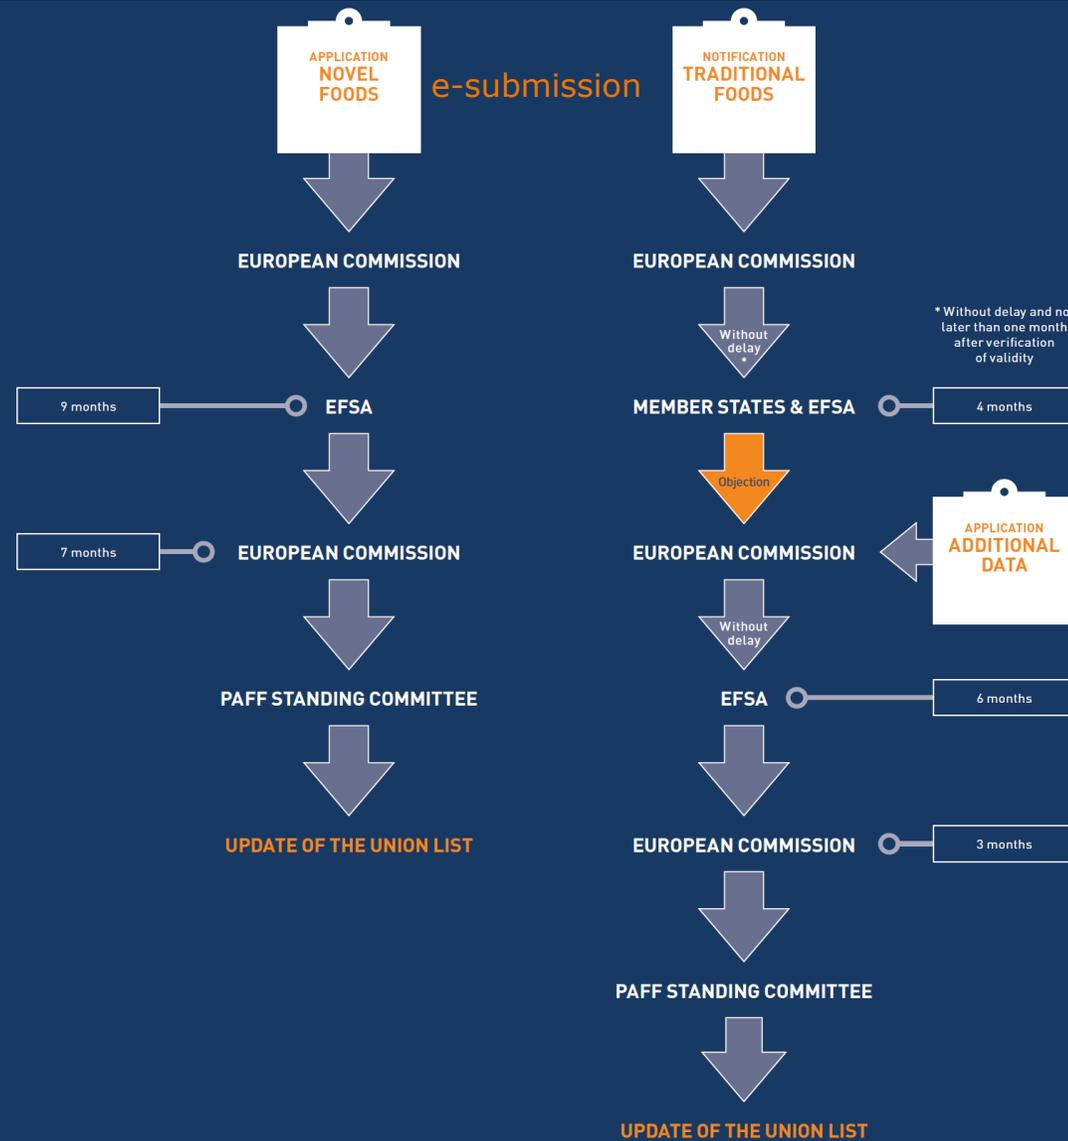 APPLICATION
NOVEL
FOODS
e-submission
NOTIFICATION
TRADITIONAL
FOODS
EUROPEAN COMMISSION
EUROPEAN COMMISSION
Without
delay
*
* Without delay and no
later than one month
after verification
of validity
9 months
EFSA
MEMBER STATES & EFSA
4 months
Objection
7 months
EUROPEAN COMMISSION
EUROPEAN COMMISSION
APPLICATION
ADDITIONAL
DATA
Without
delay
PAFF STANDING COMMITTEE
EFSA
6 months
UPDATE OF THE UNION LIST
EUROPEAN COMMISSION
3 months
PAFF STANDING COMMITTEE
UPDATE OF THE UNION LIST